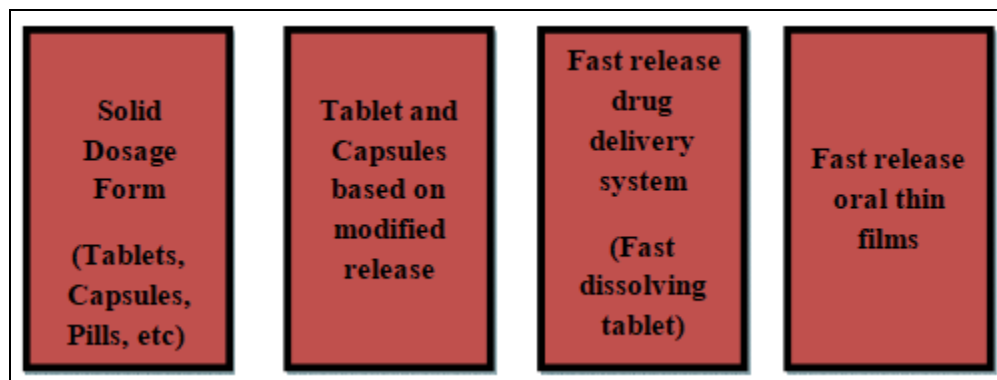 Solid
Dosage
Form
(Tablets,
Capsules,
Pills, etc)
Tablet and
Capsules
based on
modified
release
Fast release
drug
delivery
system
(Fast
dissolving
tablet)
Fast release
oral thin
films